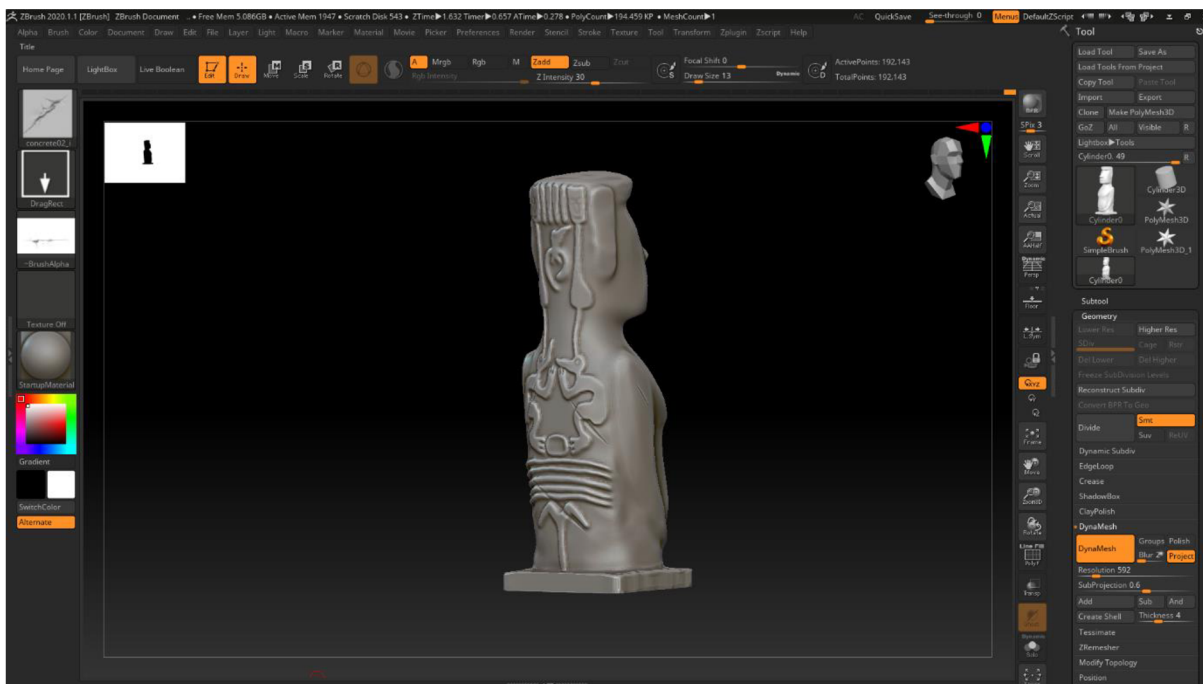 ZBrush 2020.1.1 [ZBrush] ZBrush Document ..● Free Mem 5.086GB ● Active Mem 1947 ● Scratch Disk 543 ● ZTime▶1.632 Timer▶0.657 ATime▶0.278 ● PolyCount▶194.459 KP ● MeshCount▶1 AC QuickSave See-through 0 Menus DefaultZScript
Alpha Brush Color Document Draw Edit File Layer Light Macro Marker Material Movie Picker Preferences Render Stencil Stroke Texture Tool Transform Zplugin Zscript Help
Title
Home Page LightBox Live Boolean Edit Draw Move Scale Rotate A Mrgb Rgb M Zadd Zsub Zcut Focal Shift 0 ActivePoints: 192,143
Rgb Intensity Z Intensity 30 S Draw Size 13 Dynamic D TotalPoints: 192,143
concrete02_i
DragRect
~BrushAlpha
Texture Off
StartupMaterial
Gradient
SwitchColor
Alternate
BPR
SPix 3
Scroll
Zoom
Actual
AAHalf
Dynamic
Persp
Floor
L.Sym
Frame
Move
Zoom3D
Rotate
Line Fill
PolyF
Transp
Ghost
Dynamic
Solo
Tool
Load Tool Save As
Load Tools From Project
Copy Tool Paste Tool
Import Export
Clone Make PolyMesh3D
GoZ All Visible R
Lightbox▶Tools
Cylinder0. 49 R
Cylinder0 Cylinder3D
PolyMesh3D
SimpleBrush PolyMesh3D_1
Cylinder0
Subtool
Geometry
Lower Res Higher Res
SDiv Cage Rstr
Del Lower Del Higher
Freeze SubDivision Levels
Reconstruct Subdiv
Convert BPR To Geo
Divide Smt
Suv ReUV
Dynamic Subdiv
EdgeLoop
Crease
ShadowBox
ClayPolish
DynaMesh
DynaMesh Groups Polish
Blur 2 Project
Resolution 592
SubProjection 0.6
Add Sub And
Create Shell Thickness 4
Tessimate
ZRemesher
Modify Topology
Position